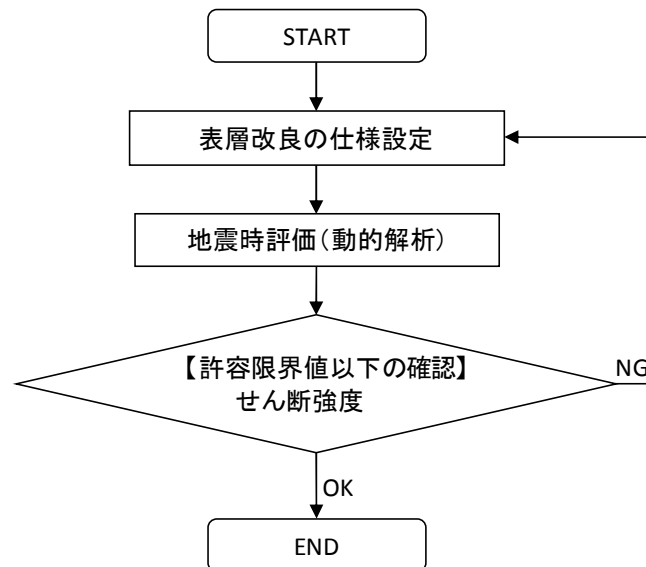 START
表層改良の仕様設定
地震時評価(動的解析)
【許容限界値以下の確認】
せん断強度
NG
OK
END